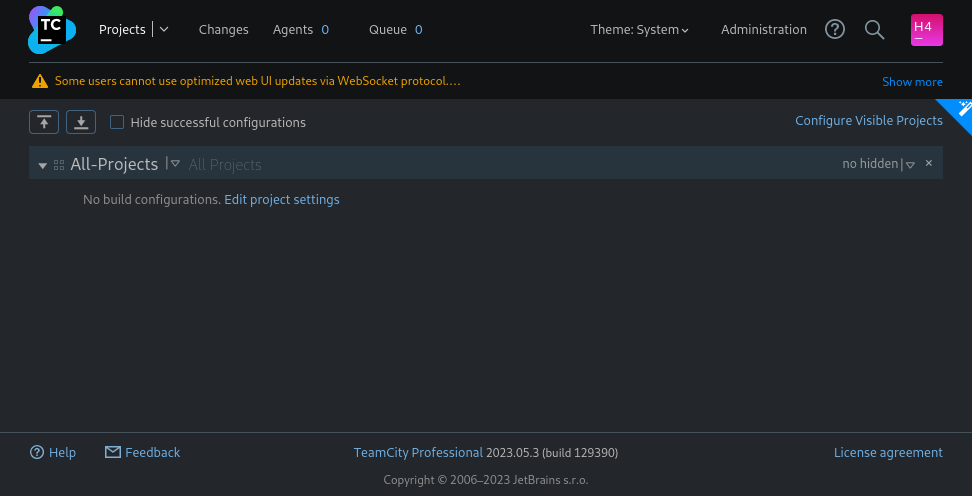 TC Projects Changes Agents 0 Queue 0 Theme: System Administration H4
Some users cannot use optimized web UI updates via WebSocket protocol.... Show more
Hide successful configurations Configure Visible Projects
All-Projects All Projects no hidden
No build configurations. Edit project settings
Help Feedback TeamCity Professional 2023.05.3 (build 129390) License agreement
Copyright © 2006–2023 JetBrains s.r.o.